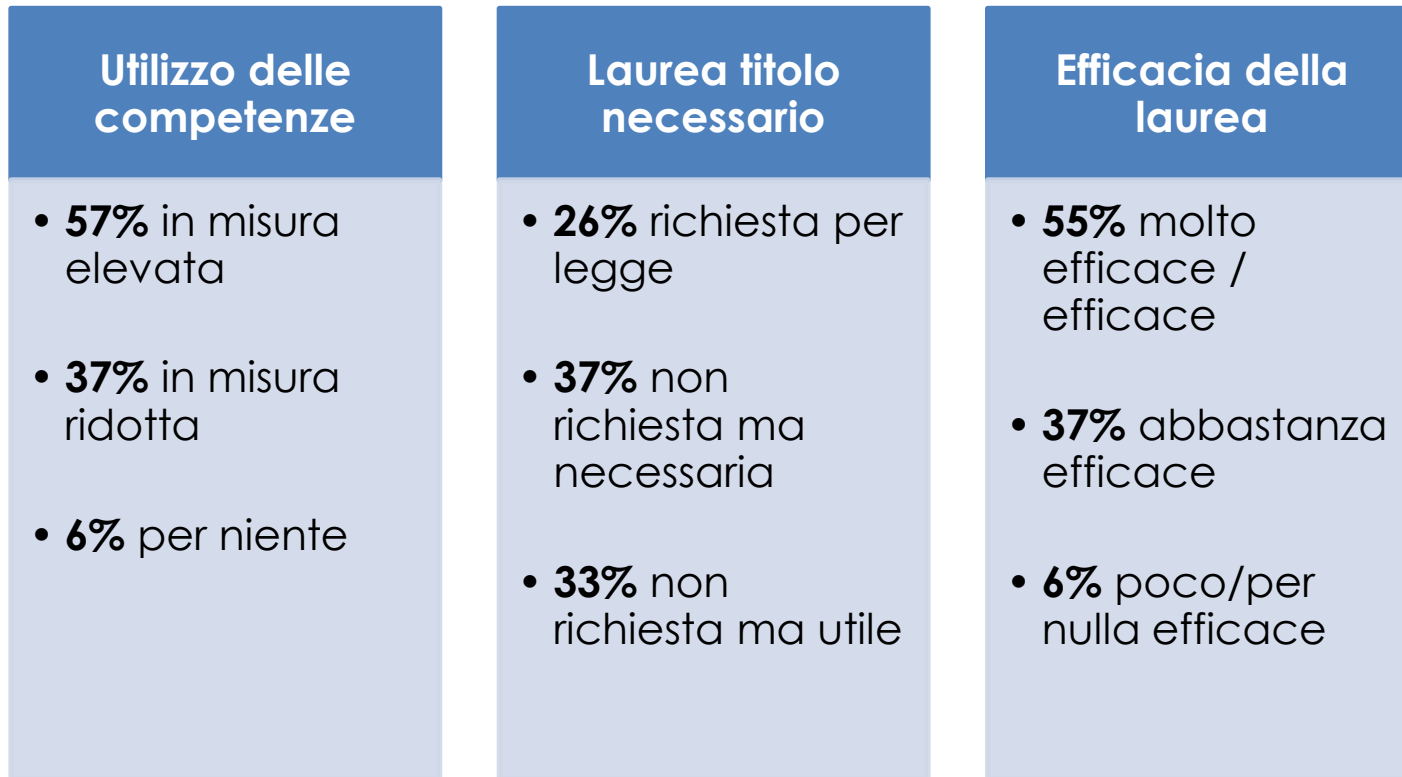 Utilizzo delle
competenze
• 57% in misura
elevata
• 37% in misura
ridotta
• 6% per niente
Laurea titolo
necessario
• 26% richiesta per
legge
• 37% non
richiesta ma
necessaria
• 33% non
richiesta ma utile
Efficacia della
laurea
• 55% molto
efficace /
efficace
• 37% abbastanza
efficace
• 6% poco/per
nulla efficace